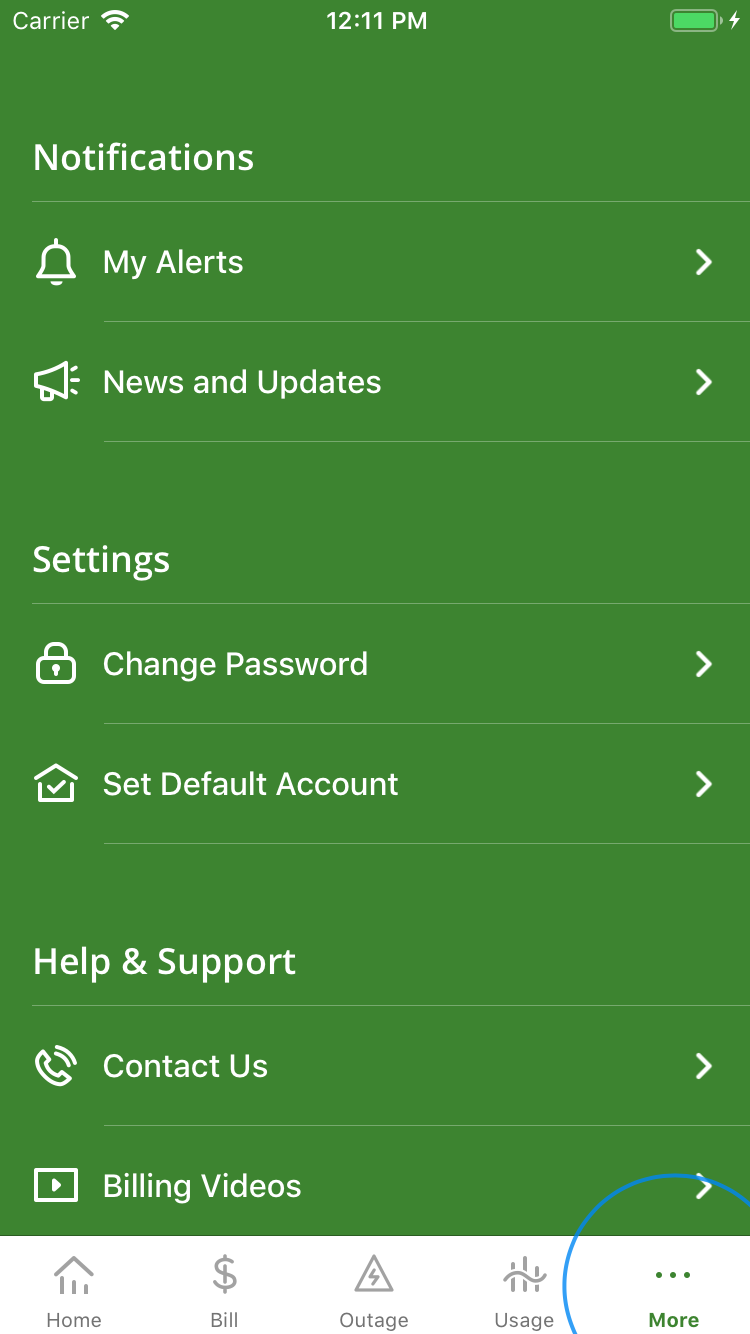 Carrier 12:11 PM
Notifications
My Alerts
News and Updates
Settings
Change Password
Set Default Account
Help & Support
Contact Us
Billing Videos
Home Bill Outage Usage More